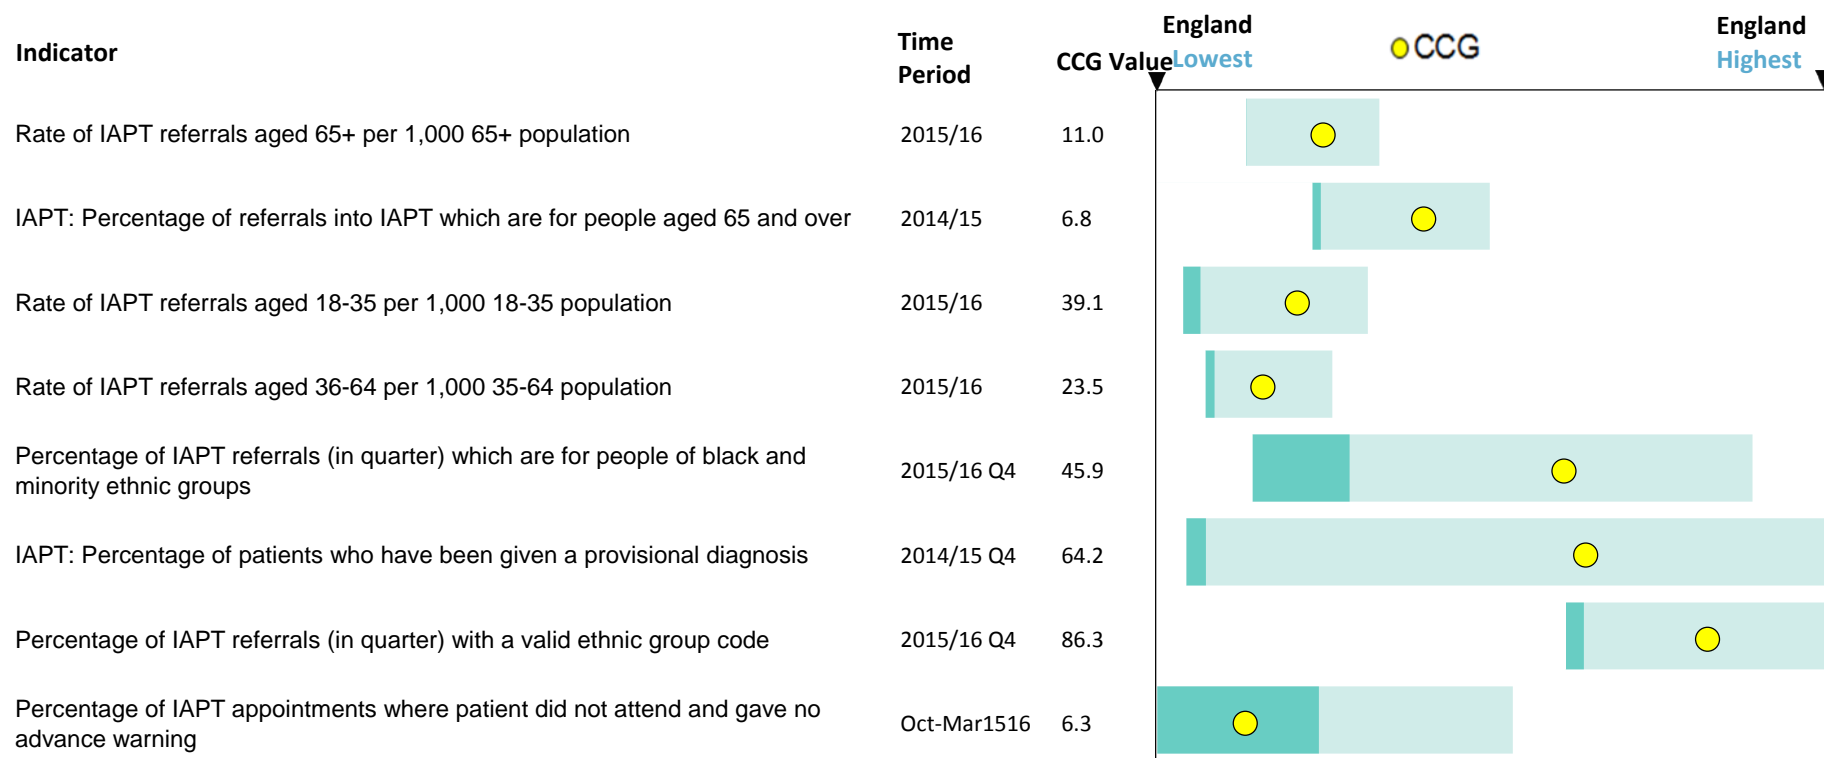 Indicator
Time
Period
CCG Value
England
Lowest
CCG
England
Highest
Rate of IAPT referrals aged 65+ per 1,000 65+ population 2015/16 11.0
IAPT: Percentage of referrals into IAPT which are for people aged 65 and over 2014/15 6.8
Rate of IAPT referrals aged 18-35 per 1,000 18-35 population 2015/16 39.1
Rate of IAPT referrals aged 36-64 per 1,000 35-64 population 2015/16 23.5
Percentage of IAPT referrals (in quarter) which are for people of black and
minority ethnic groups
2015/16 Q4 45.9
IAPT: Percentage of patients who have been given a provisional diagnosis 2014/15 Q4 64.2
Percentage of IAPT referrals (in quarter) with a valid ethnic group code 2015/16 Q4 86.3
Percentage of IAPT appointments where patient did not attend and gave no
advance warning
Oct-Mar1516 6.3